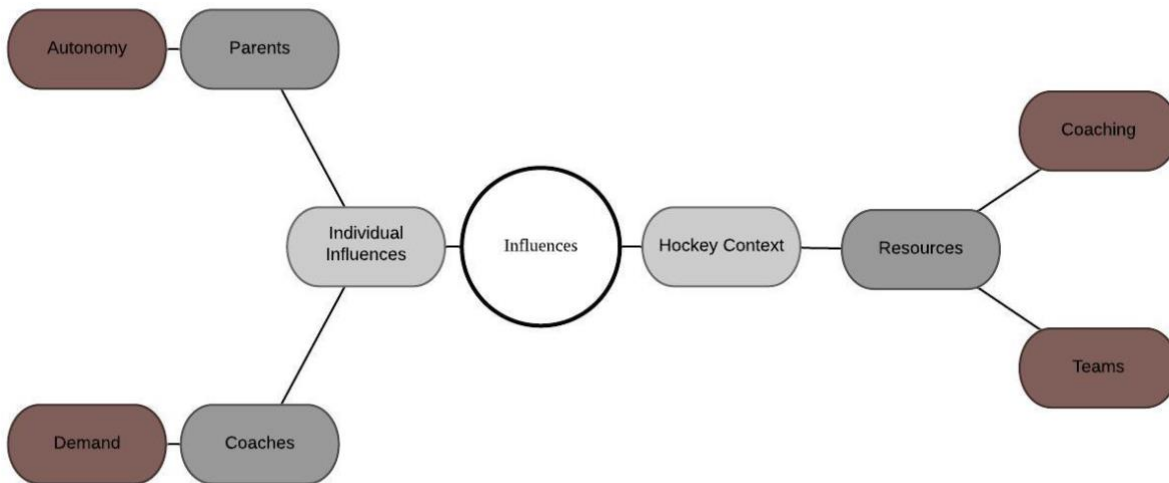 Autonomy
Parents
Coaching
Individual
Influences
Influences
Hockey Context
Resources
Teams
Demand
Coaches